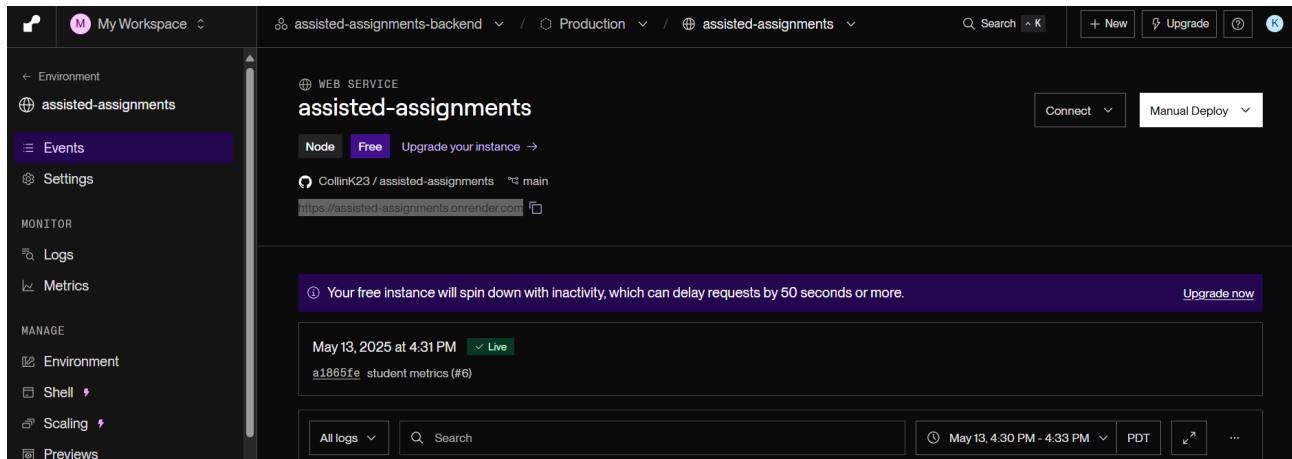 M My Workspace
assisted-assignments-backend / Production / assisted-assignments
Search ^ K
+ New
Upgrade
K
← Environment
assisted-assignments
Events
Settings
MONITOR
Logs
Metrics
MANAGE
Environment
Shell
Scaling
Previews
WEB SERVICE
assisted-assignments
Connect
Manual Deploy
Node Free Upgrade your instance →
CollinK23 / assisted-assignments main
https://assisted-assignments.onrender.com
Your free instance will spin down with inactivity, which can delay requests by 50 seconds or more.
Upgrade now
May 13, 2025 at 4:31 PM ✓ Live
a1865fe student metrics (#6)
All logs
Search
May 13, 4:30 PM - 4:33 PM PDT ...